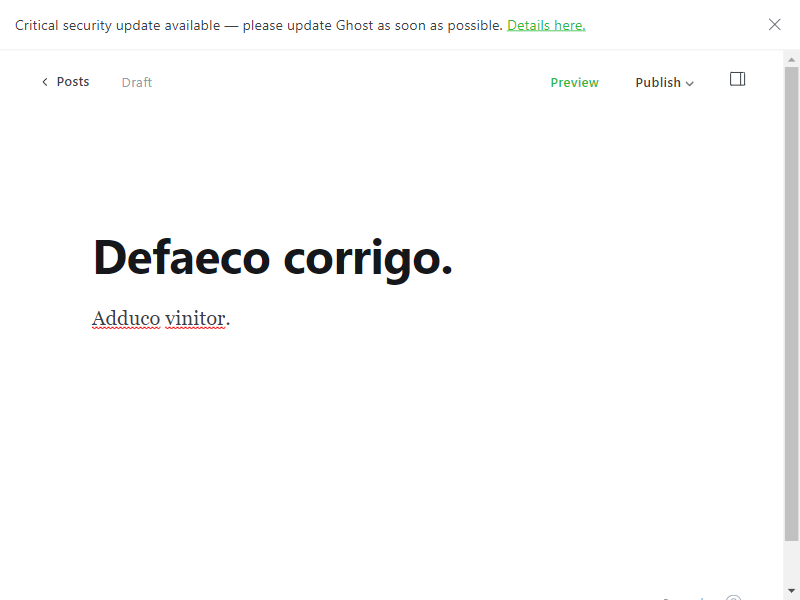 Critical security update available — please update Ghost as soon as possible. Details here.
Posts
Draft
Preview
Publish
Defaeco corrigo.
Adduco vinitor.